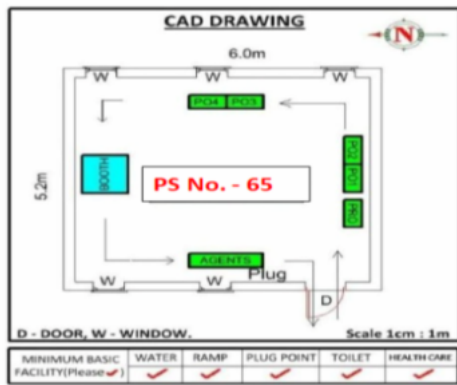 CAD DRAWING
N
6.0m
W W W
PO4 PO3
5.2m
BOOTH
PS No. - 65
PO2
PO1
PRO
AGENTS
Plug
W W
D
D - DOOR, W - WINDOW.
Scale 1cm : 1m
MINIMUM BASIC FACILITY(Please ✓) WATER RAMP PLUG POINT TOILET HEALTH CARE
✓ ✓ ✓ ✓ ✓